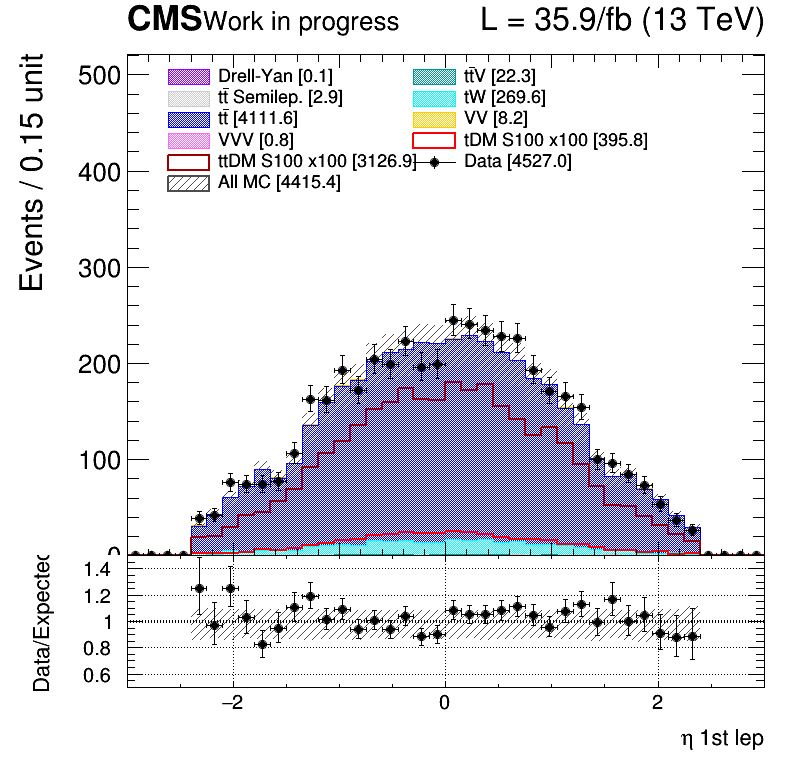 CMS Work in progress L = 35.9/fb (13 TeV)
Events / 0.15 unit
500
400
300
200
100
0
Drell-Yan [0.1]
tt̄V [22.3]
tt̄ Semilep. [2.9]
tW [269.6]
tt̄ [4111.6]
VV [8.2]
VVV [0.8]
tDM S100 x100 [395.8]
ttDM S100 x100 [3126.9]
Data [4527.0]
All MC [4415.4]
Data/Expected
1.4
1.2
1
0.8
0.6
−2 0 2
η 1st lep